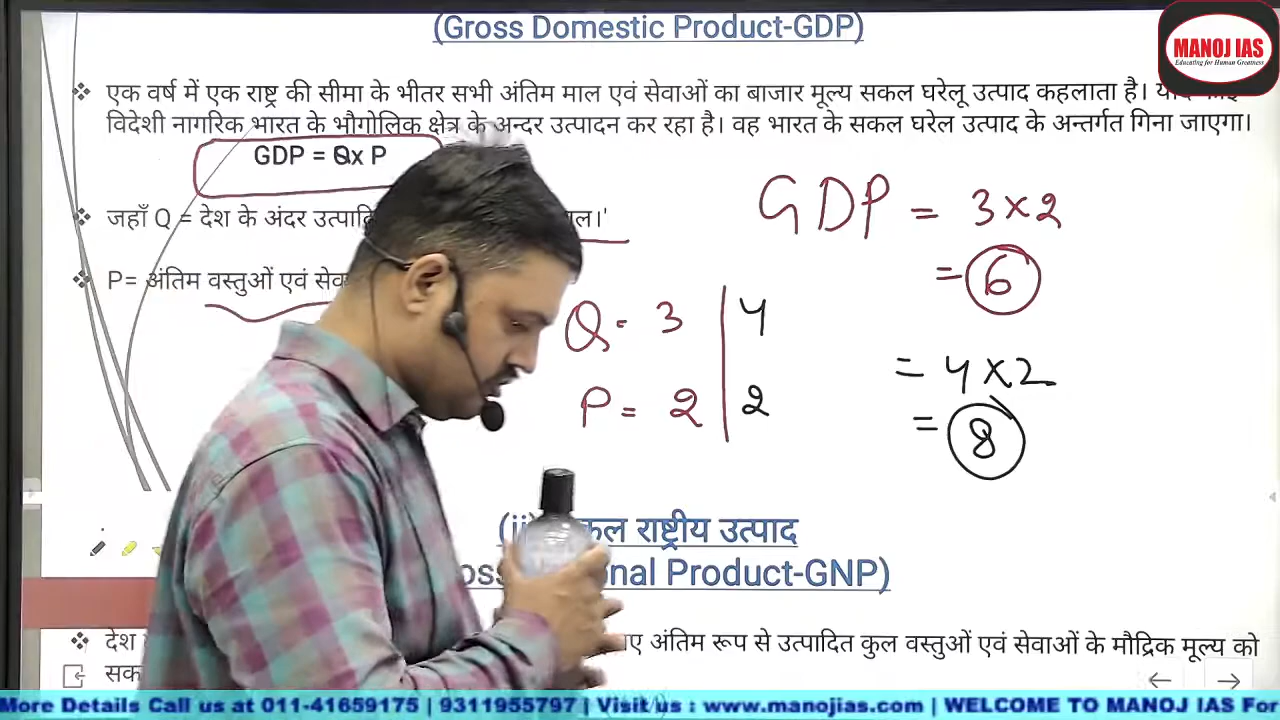 (Gross Domestic Product-GDP)
MANOJ IAS
Educating for Human Greatness
एक वर्ष में एक राष्ट्र की सीमा के भीतर सभी अंतिम माल एवं सेवाओं का बाजार मूल्य सकल घरेलू उत्पाद कहलाता है।
विदेशी नागरिक भारत के भौगोलिक क्षेत्र के अन्दर उत्पादन कर रहा है। वह भारत के सकल घरेल उत्पाद के अन्तर्गत गिना जाएगा।
GDP = Qx P
जहाँ Q = देश के अंदर
P= अंतिम वस्तुओं एवं
GDP = 3×2
= 6
Q = 3 | 4
P = 2 | 2
= 4×2
= 8
राष्ट्रीय उत्पाद
Product-GNP)
देश
अंतिम रूप से उत्पादित कुल वस्तुओं एवं सेवाओं के मौद्रिक मूल्य को
More Details Call us at 011-41659175 | 9311955797 | Visit us : www.manojias.com | WELCOME TO MANOJ IAS For